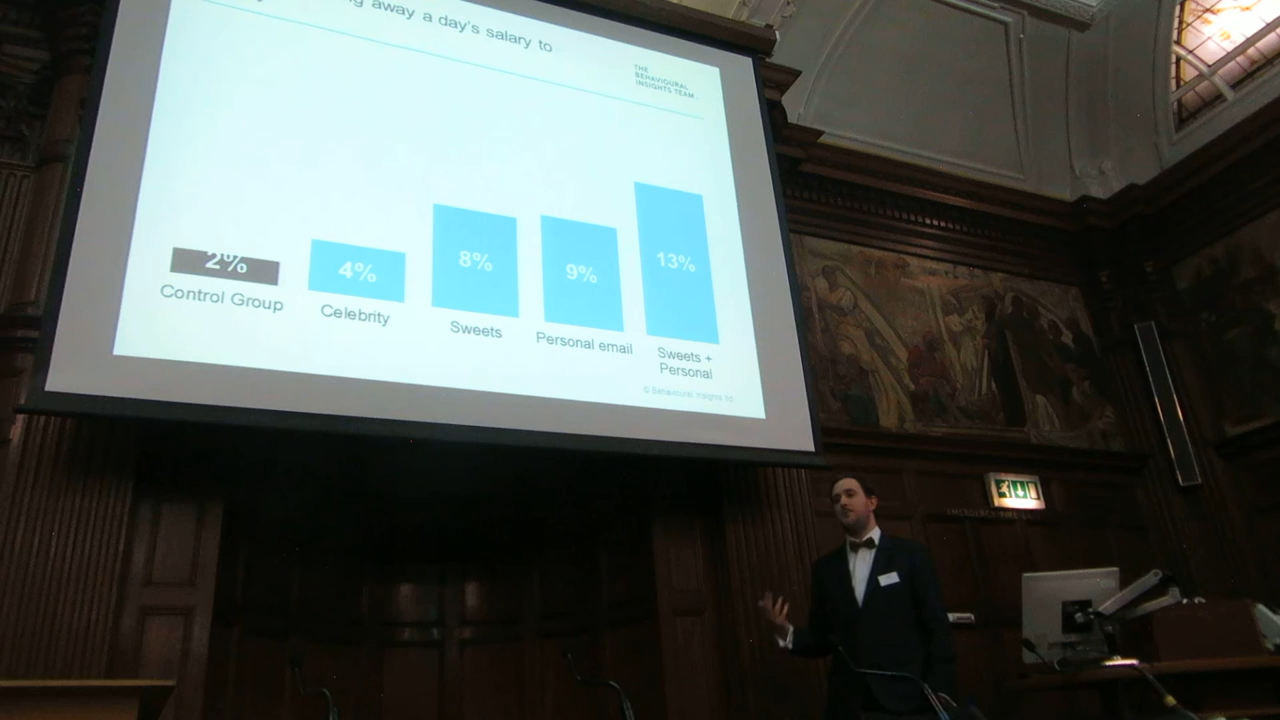 away a day's salary to
THE
BEHAVIOURAL
INSIGHTS TEAM
2%
4%
8%
9%
13%
Control Group
Celebrity
Sweets
Personal email
Sweets +
Personal
© Behavioural Insights
EMERGENCY